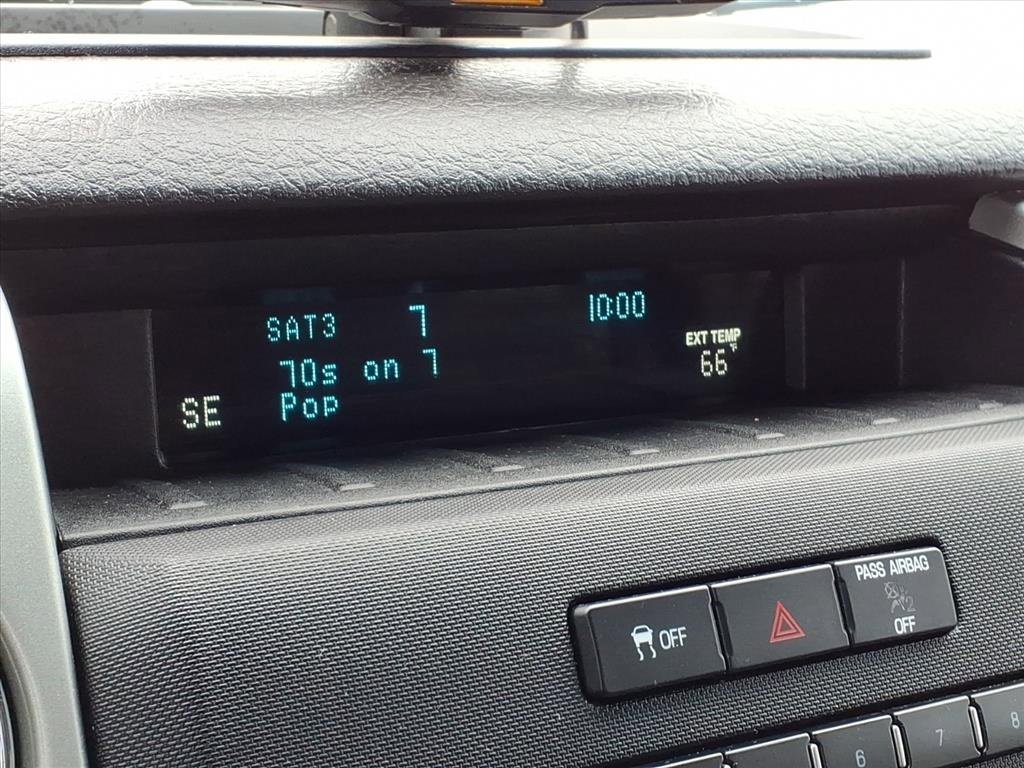 SAT3 7 10:00
EXT TEMP
70s on 7 66 °F
SE Pop
PASS AIRBAG
OFF 2
OFF
6 7 8